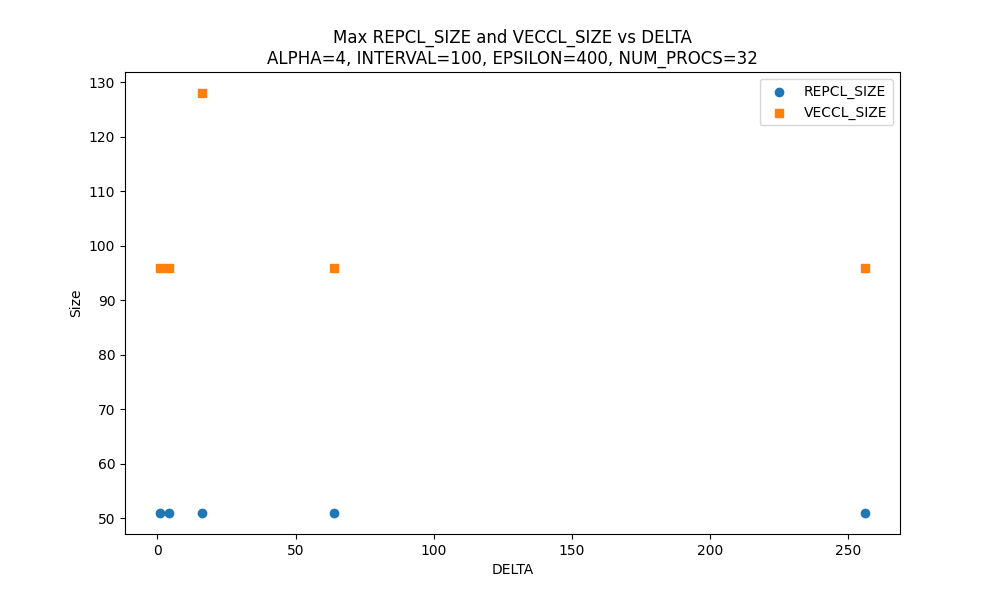 Max REPCL_SIZE and VECCL_SIZE vs DELTA
ALPHA=4, INTERVAL=100, EPSILON=400, NUM_PROCS=32
REPCL_SIZE
VECCL_SIZE
130
120
110
100
90
80
70
60
50
Size
0
50
100
150
200
250
DELTA